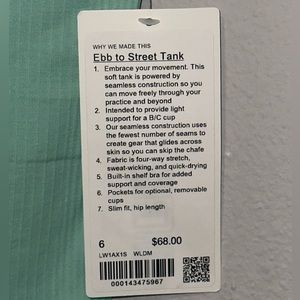 WHY WE MADE THIS
Ebb to Street Tank
1. Embrace your movement. This
soft tank is powered by
seamless construction so you
can move freely through your
practice and beyond
2. Intended to provide light
support for a B/C cup
3. Our seamless construction uses
the fewest number of seams to
create gear that glides across
skin so you can skip the chafe
4. Fabric is four-way stretch,
sweat-wicking, and quick-drying
5. Built-in shelf bra for added
support and coverage
6. Pockets for optional, removable
cups
7. Slim fit, hip length
6 $68.00
LW1AX1S WLDM
000143475967